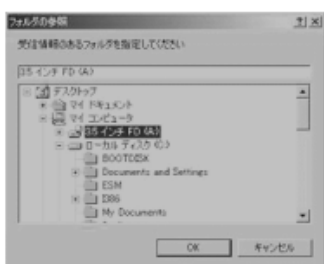 フォルダの参照
受信情報のあるフォルダを指定してください
3.5 インチ FD (A:)
デスクトップ
マイ ドキュメント
マイ コンピュータ
3.5 インチ FD (A:)
ローカル ディスク (C:)
BOOTDISK
Documents and Settings
ESM
I386
My Documents
OK
キャンセル